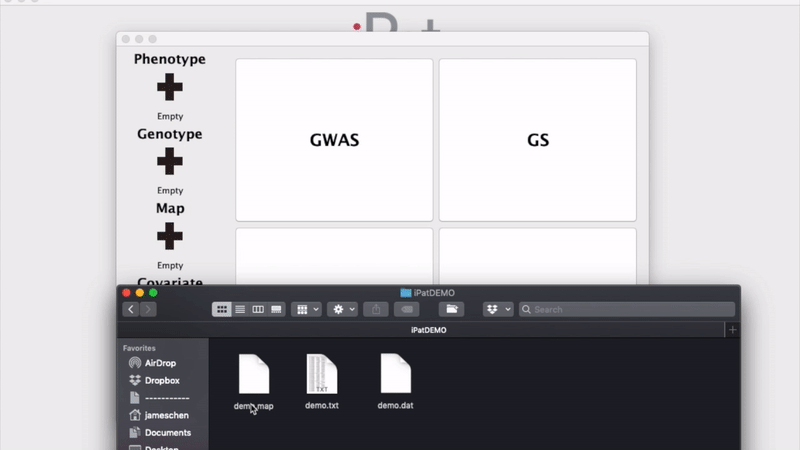 Phenotype
Empty
Genotype
Empty
Map
Empty
Covariate
GWAS
GS
iPatDEMO
Search
iPatDEMO
Favorites
AirDrop
Dropbox
-----------
jameschen
Documents
Desktop
demo.map
demo.txt
TXT
demo.dat